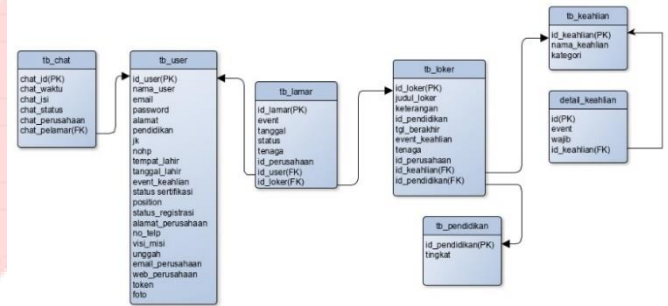 tb_chat
chat_id(PK)
chat_waktu
chat_isi
chat_status
chat_perusahaan
chat_pelamar(FK)
tb_user
id_user(PK)
nama_user
email
password
alamat
pendidikan
jk
nohp
tempat_lahir
tanggal_lahir
event_keahlian
status sertifikasi
position
status_registrasi
alamat_perusahaan
no_telp
visi_misi
unggah
email_perusahaan
web_perusahaan
token
foto
tb_lamar
id_lamar(PK)
event
tanggal
status
tenaga
id_perusahaan
id_user(FK)
id_loker(FK)
tb_loker
id_loker(PK)
judul_loker
keterangan
id_pendidikan
tgl_berakhir
event_keahlian
tenaga
id_perusahaan
id_keahlian(FK)
id_pendidikan(FK)
tb_keahlian
id_keahlian(PK)
nama_keahlian
kategori
detail_keahlian
id(PK)
event
wajib
id_keahlian(FK)
tb_pendidikan
id_pendidikan(PK)
tingkat